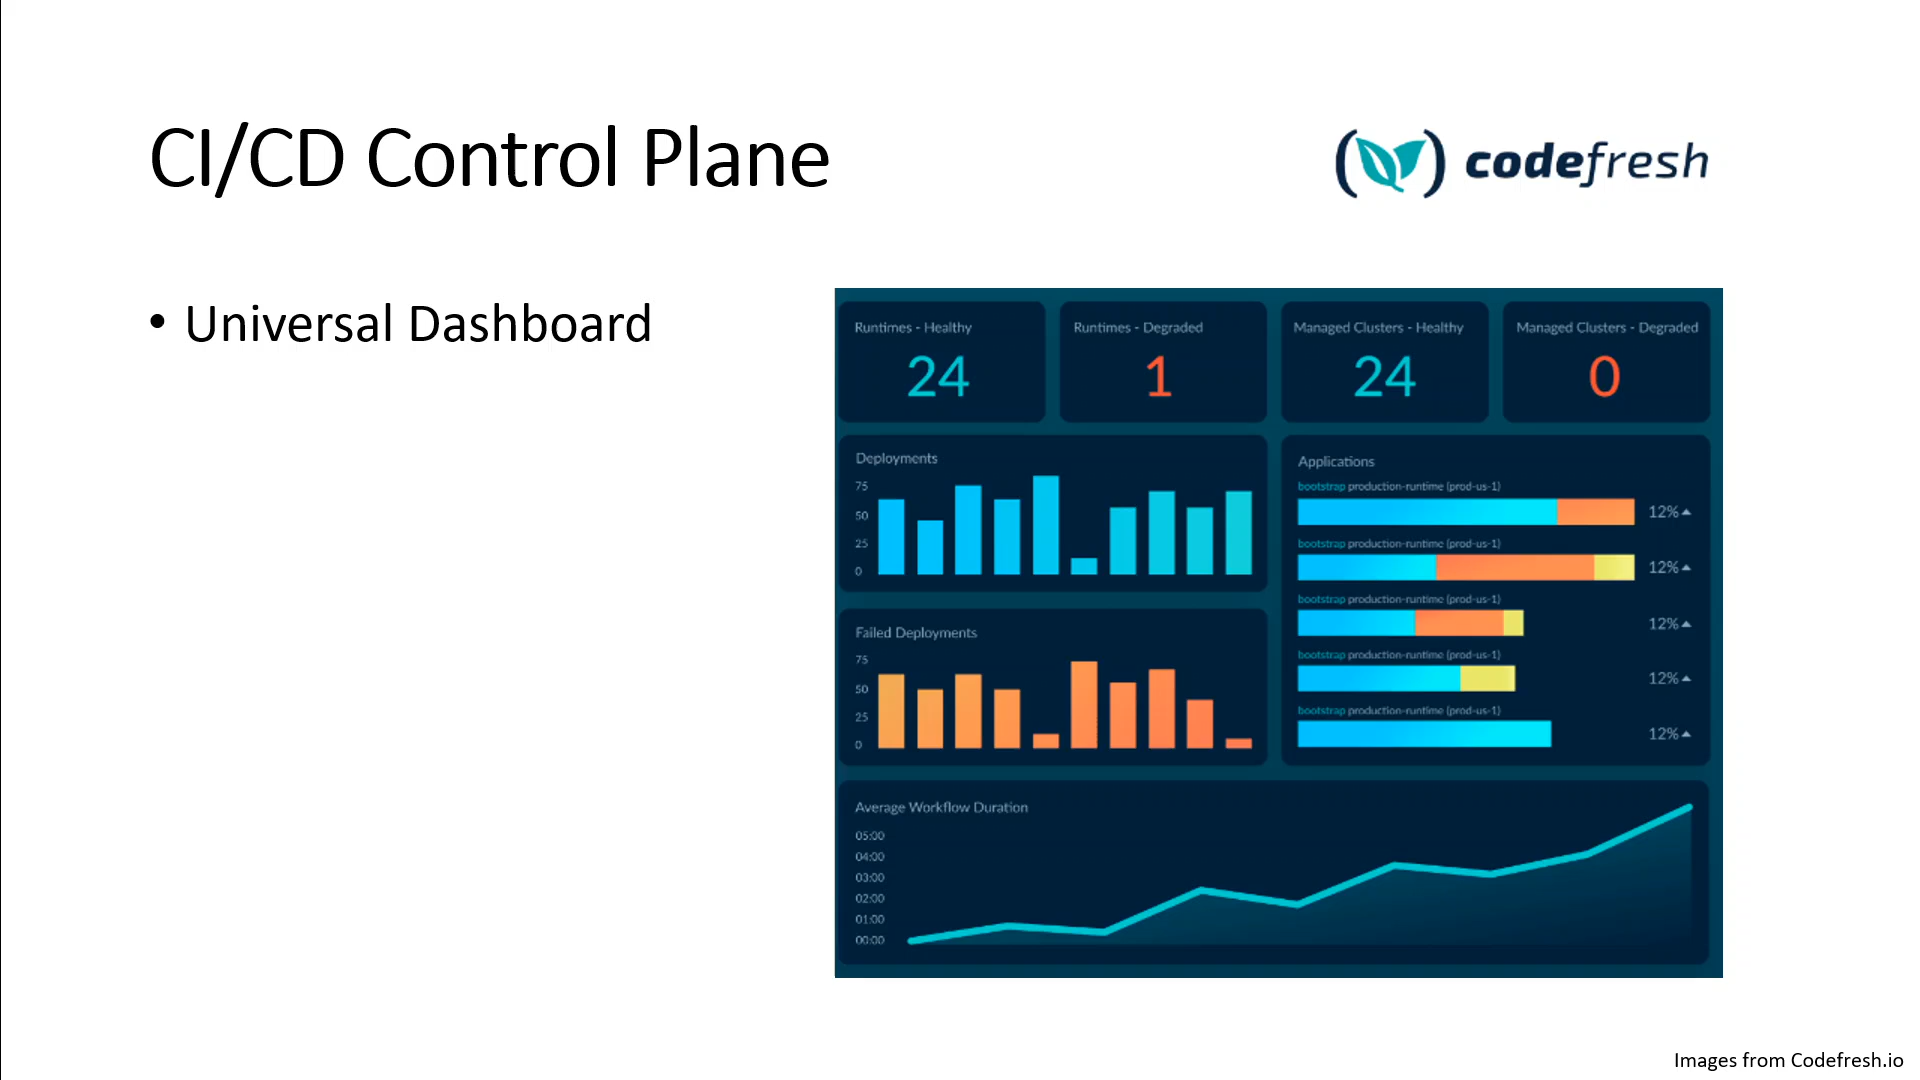 CI/CD Control Plane
codefresh
• Universal Dashboard
Runtimes - Healthy
24
Runtimes - Degraded
1
Managed Clusters - Healthy
24
Managed Clusters - Degraded
0
Deployments
75
50
25
0
Failed Deployments
75
50
25
0
Applications
bootstrap production-runtime (prod-us-1)
12%
bootstrap production-runtime (prod-us-1)
12%
bootstrap production-runtime (prod-us-1)
12%
bootstrap production-runtime (prod-us-1)
12%
bootstrap production-runtime (prod-us-1)
12%
Average Workflow Duration
05:00
04:00
03:00
02:00
01:00
00:00
Images from Codefresh.io